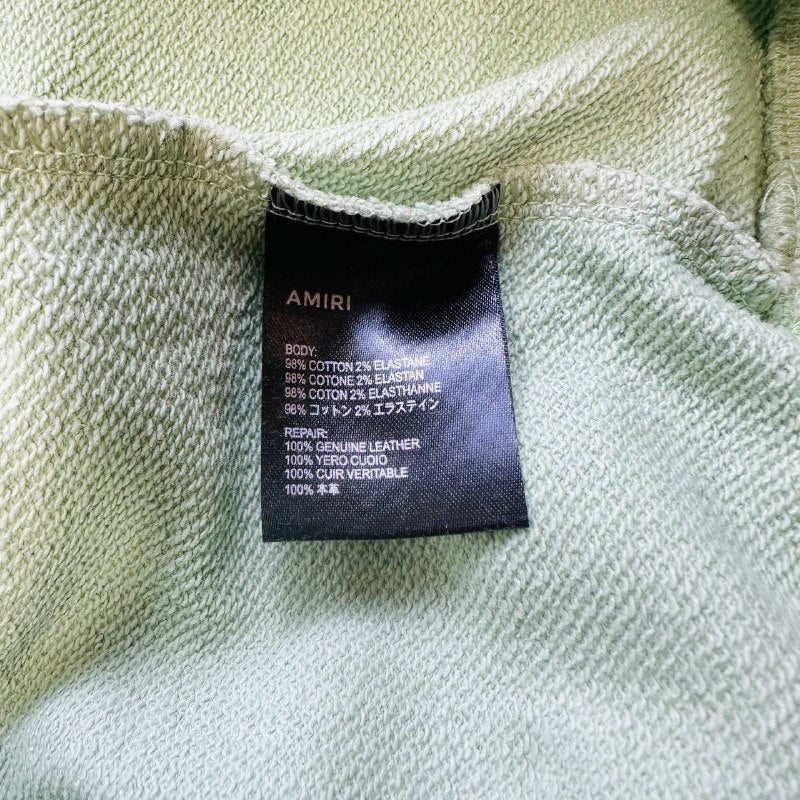 AMIRI
BODY:
98% COTTON 2% ELASTANE
98% COTONE 2% ELASTAN
98% COTON 2% ELASTHANNE
98% コットン 2% エラステイン
REPAIR:
100% GENUINE LEATHER
100% YERO CUOIO
100% CUIR VERITABLE
100% 本革